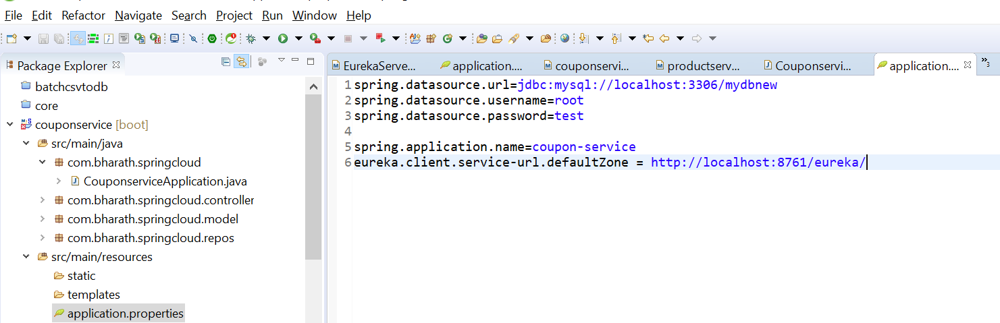 File Edit Refactor Navigate Search Project Run Window Help
Package Explorer
batchcsvtodb
core
couponservice [boot]
src/main/java
com.bharath.springcloud
CouponserviceApplication.java
com.bharath.springcloud.controller
com.bharath.springcloud.model
com.bharath.springcloud.repos
src/main/resources
static
templates
application.properties
EurekaServe... application.... couponservi... productserv... Couponservi... application.... »3
1 spring.datasource.url=jdbc:mysql://localhost:3306/mydbnew
2 spring.datasource.username=root
3 spring.datasource.password=test
4
5 spring.application.name=coupon-service
6 eureka.client.service-url.defaultZone = http://localhost:8761/eureka/